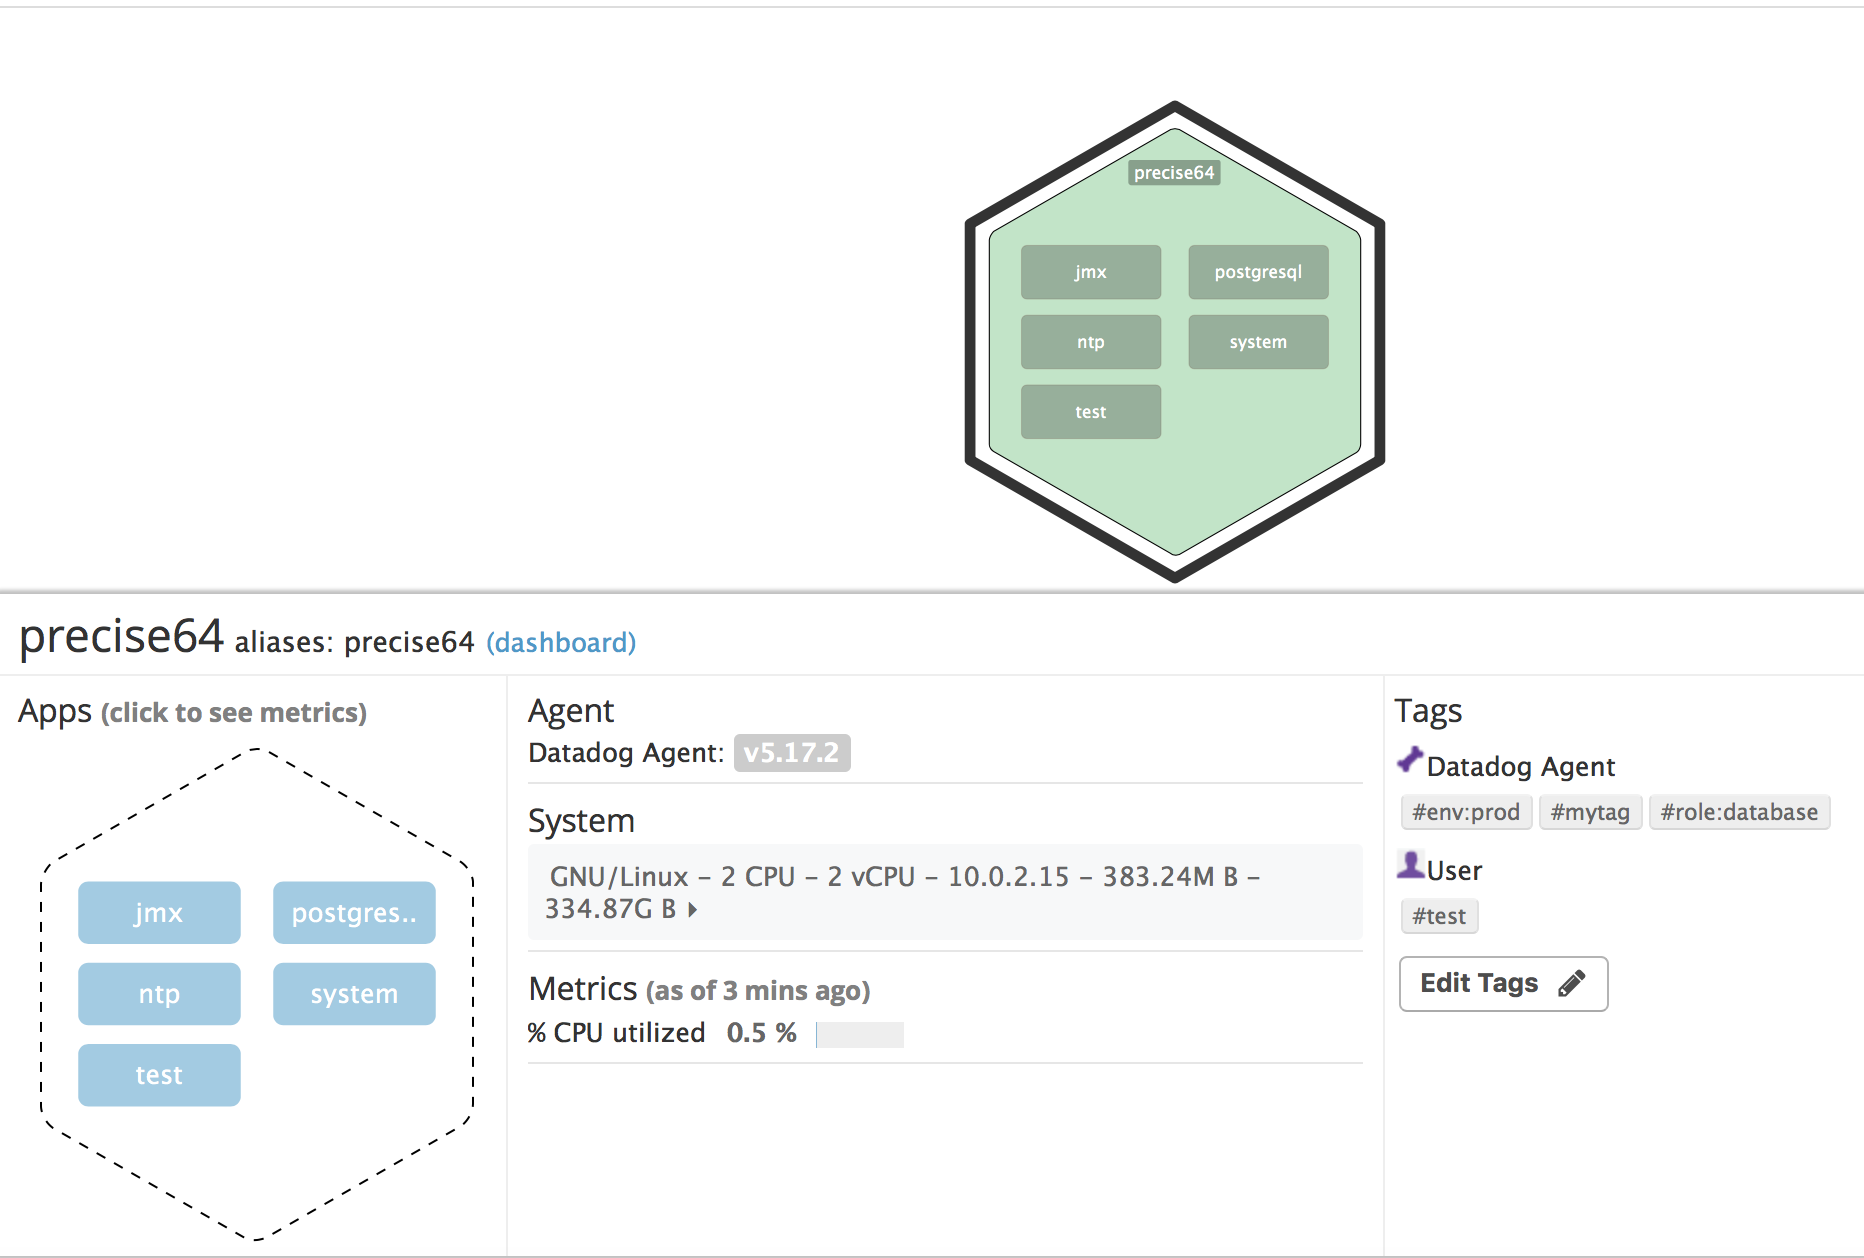 precise64
jmx
postgresql
ntp
system
test
precise64 aliases: precise64 (dashboard)
Apps (click to see metrics)
jmx
postgres..
ntp
system
test
Agent
Datadog Agent: v5.17.2
System
GNU/Linux – 2 CPU – 2 vCPU – 10.0.2.15 – 383.24M B –
334.87G B
Metrics (as of 3 mins ago)
% CPU utilized 0.5 %
Tags
Datadog Agent
#env:prod #mytag #role:database
User
#test
Edit Tags